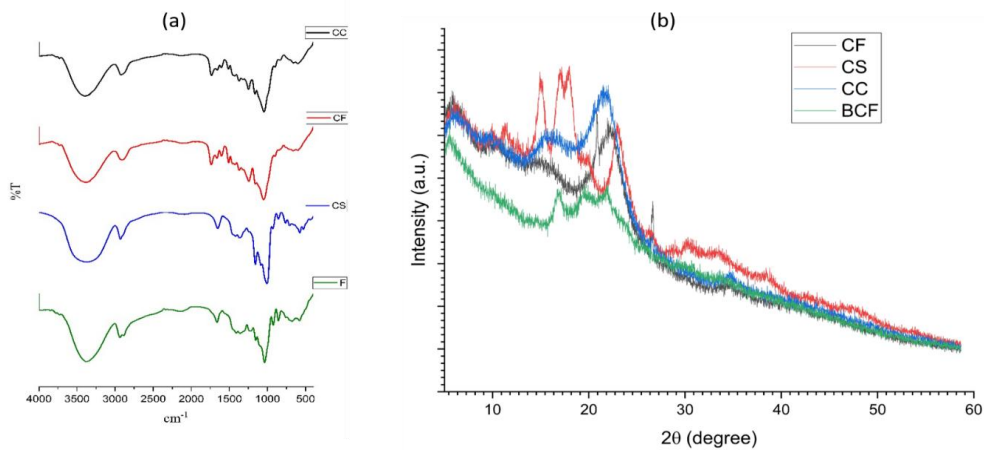 (a)
CC
CF
CS
F
%T
4000 3500 3000 2500 2000 1500 1000 500
cm-1
(b)
CF
CS
CC
BCF
Intensity (a.u.)
10 20 30 40 50 60
2θ (degree)